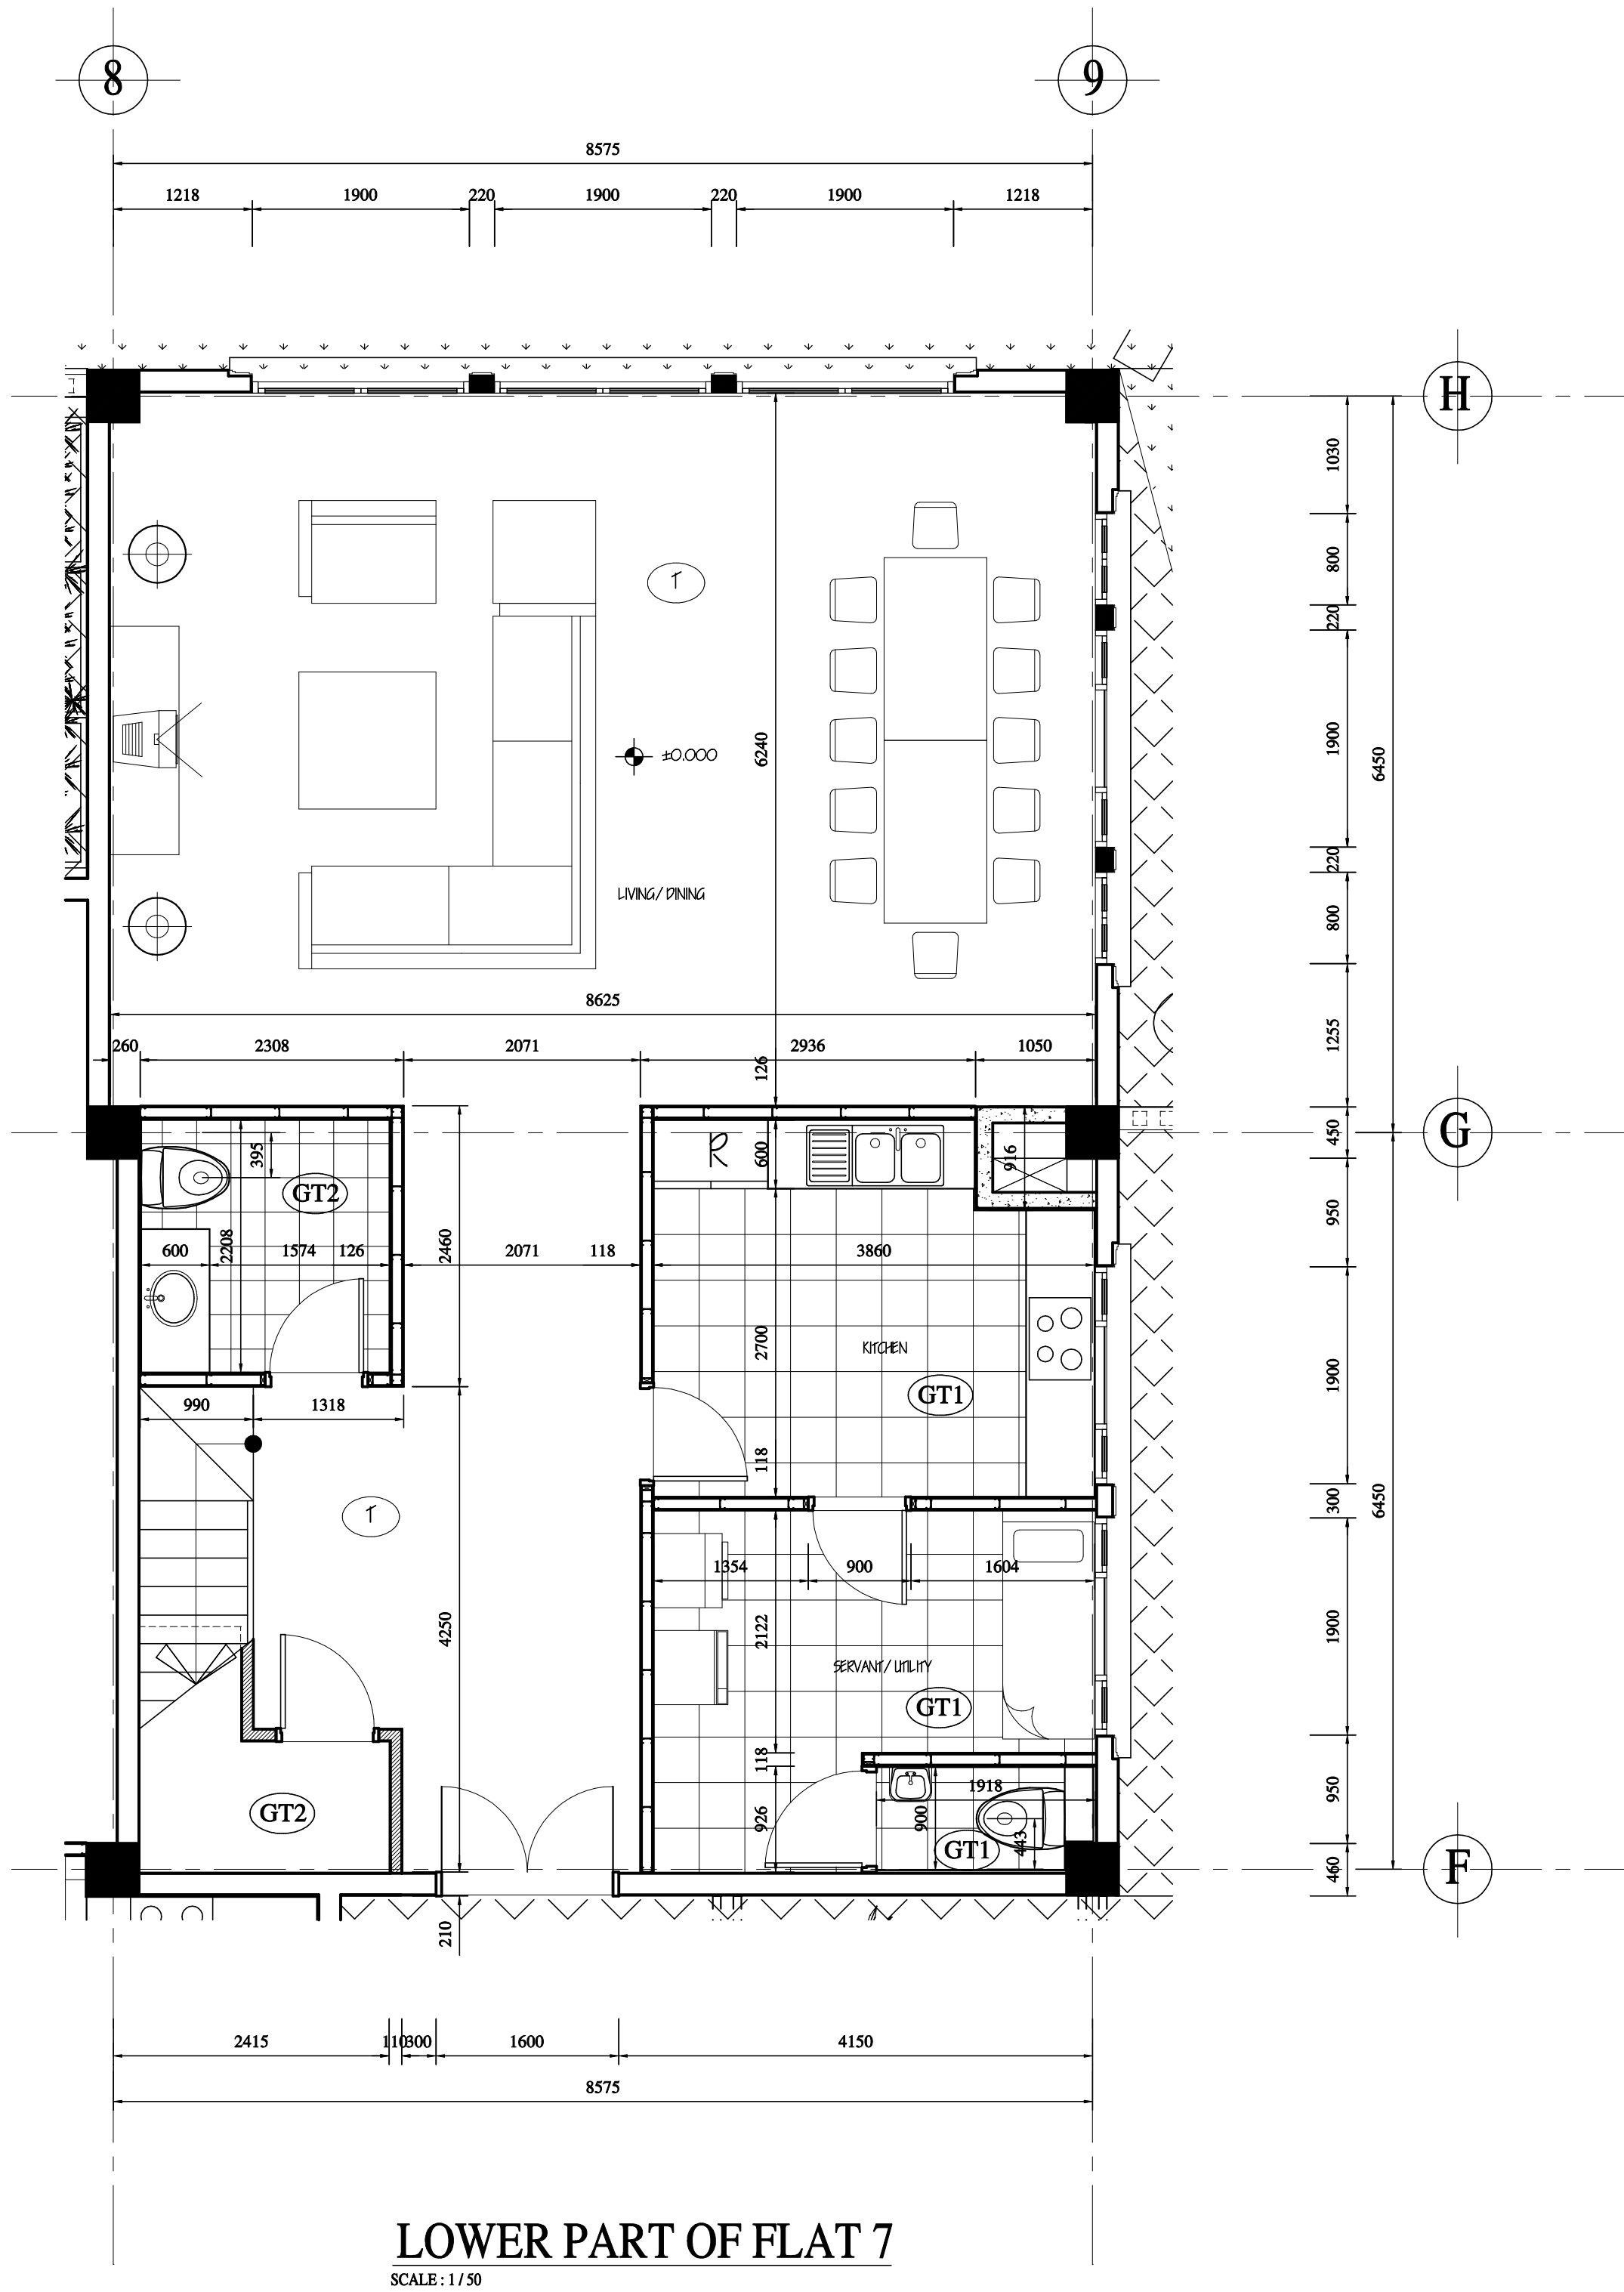 8 9
8575
1218 1900 220 1900 220 1900 1218
H
1030
800
T
220
1900
±0.000
6240
6450
220
LIVING/ DINING
800
8625
1255
260 2308 2071 2936 1050
126
450
G
395
R
600
916
GT2
950
2208
2460
600 1574 126 2071 118 3860
2700
KITCHEN
1900
GT1
990 1318
118
300
6450
T
1354 900 1604
4250
2122
1900
SERVANT/ UTILITY
GT1
118
1918
950
GT2
926
900
443
GT1
460
F
210
2415 110 300 1600 4150
8575
LOWER PART OF FLAT 7
SCALE : 1 / 50